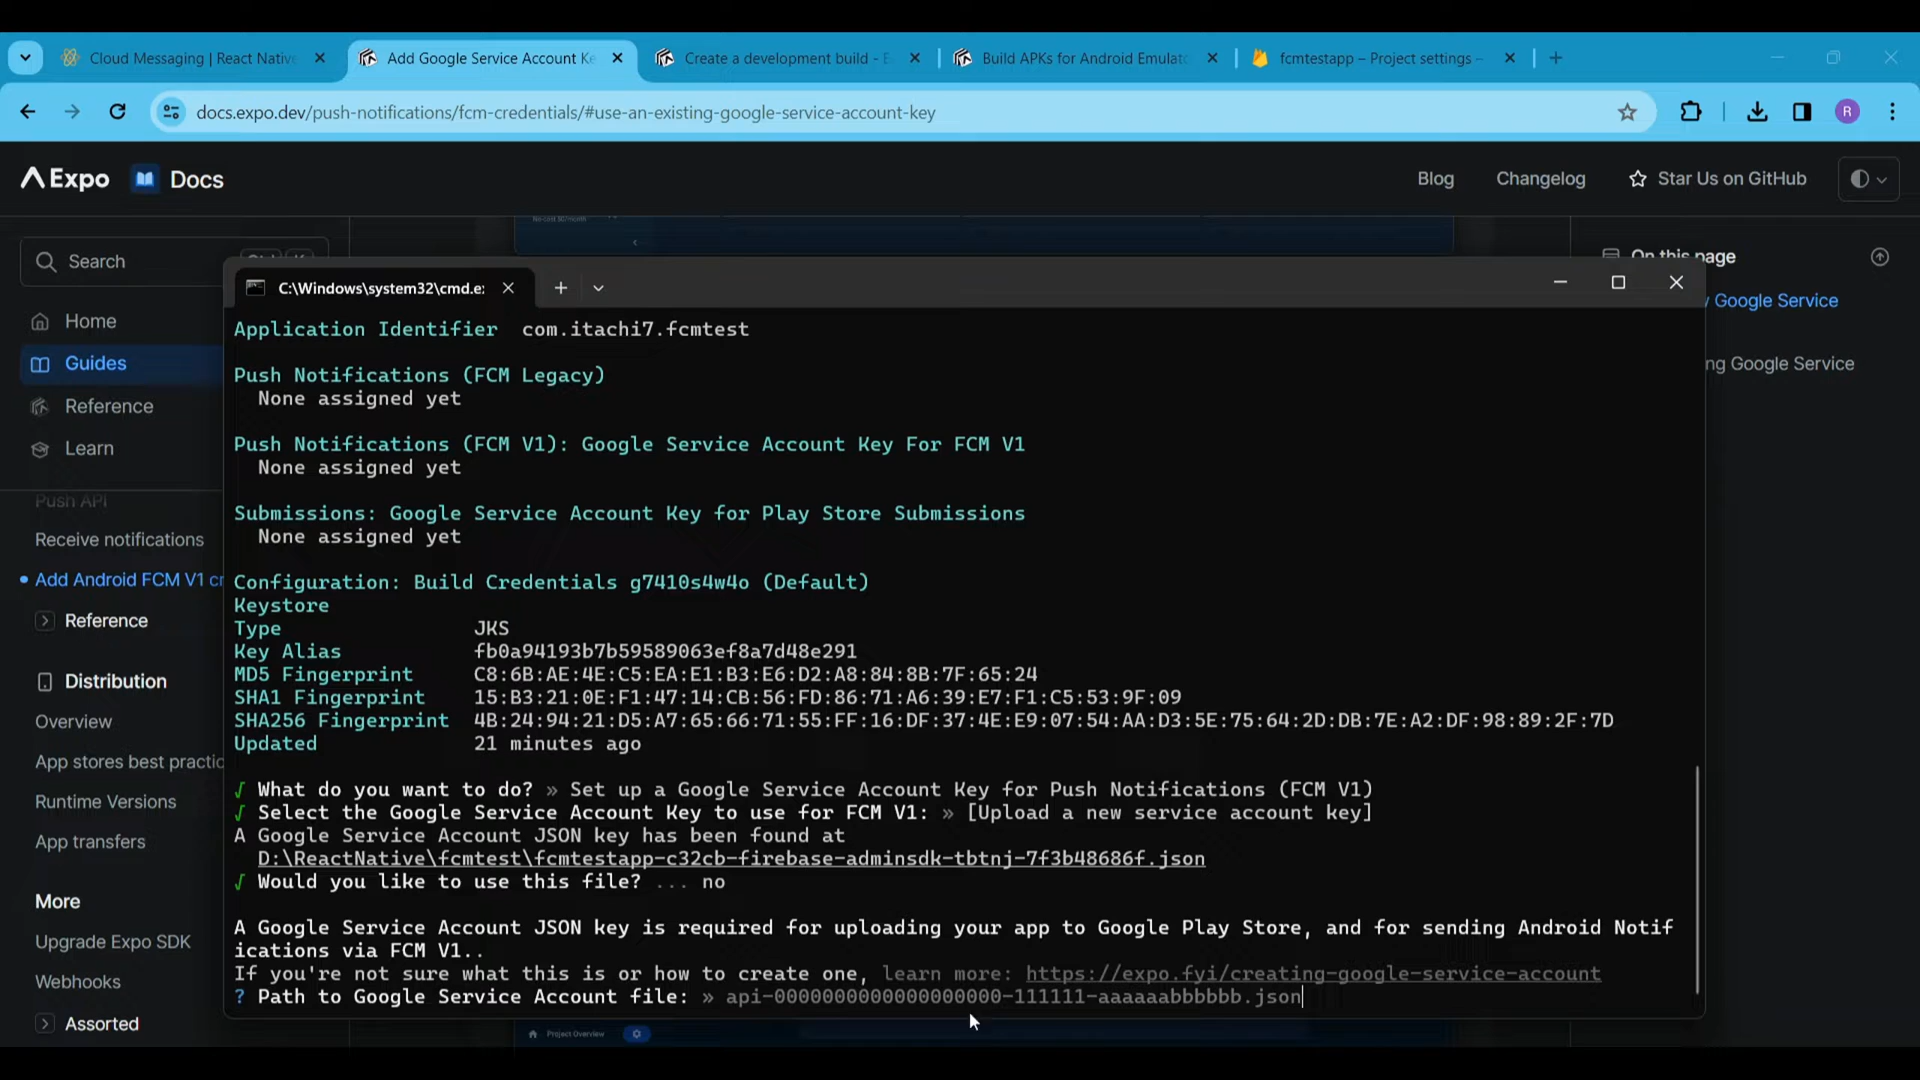 Cloud Messaging | React Native
Add Google Service Account Ke
Create a development build - E
Build APKs for Android Emulato
fcmtestapp – Project settings –
docs.expo.dev/push-notifications/fcm-credentials/#use-an-existing-google-service-account-key
R
Expo Docs
Blog
Changelog
Star Us on GitHub
No-cost $0/month
Search
On this page
Google Service
ng Google Service
Home
Guides
Reference
Learn
Push API
Receive notifications
Add Android FCM V1 cr
Reference
Distribution
Overview
App stores best practic
Runtime Versions
App transfers
More
Upgrade Expo SDK
Webhooks
Assorted
C:\Windows\system32\cmd.e:
Application Identifier com.itachi7.fcmtest
Push Notifications (FCM Legacy)
None assigned yet
Push Notifications (FCM V1): Google Service Account Key For FCM V1
None assigned yet
Submissions: Google Service Account Key for Play Store Submissions
None assigned yet
Configuration: Build Credentials g7410s4w4o (Default)
Keystore
Type JKS
Key Alias fb0a94193b7b59589063ef8a7d48e291
MD5 Fingerprint C8:6B:AE:4E:C5:EA:E1:B3:E6:D2:A8:84:8B:7F:65:24
SHA1 Fingerprint 15:B3:21:0E:F1:47:14:CB:56:FD:86:71:A6:39:E7:F1:C5:53:9F:09
SHA256 Fingerprint 4B:24:94:21:D5:A7:65:66:71:55:FF:16:DF:37:4E:E9:07:54:AA:D3:5E:75:64:2D:DB:7E:A2:DF:98:89:2F:7D
Updated 21 minutes ago
√ What do you want to do? » Set up a Google Service Account Key for Push Notifications (FCM V1)
√ Select the Google Service Account Key to use for FCM V1: » [Upload a new service account key]
A Google Service Account JSON key has been found at
D:\ReactNative\fcmtest\fcmtestapp-c32cb-firebase-adminsdk-tbtnj-7f3b48686f.json
√ Would you like to use this file? ... no
A Google Service Account JSON key is required for uploading your app to Google Play Store, and for sending Android Notif
ications via FCM V1..
If you're not sure what this is or how to create one, learn more: https://expo.fyi/creating-google-service-account
? Path to Google Service Account file: » api-0000000000000000000-111111-aaaaaabbbbbb.json
Project Overview